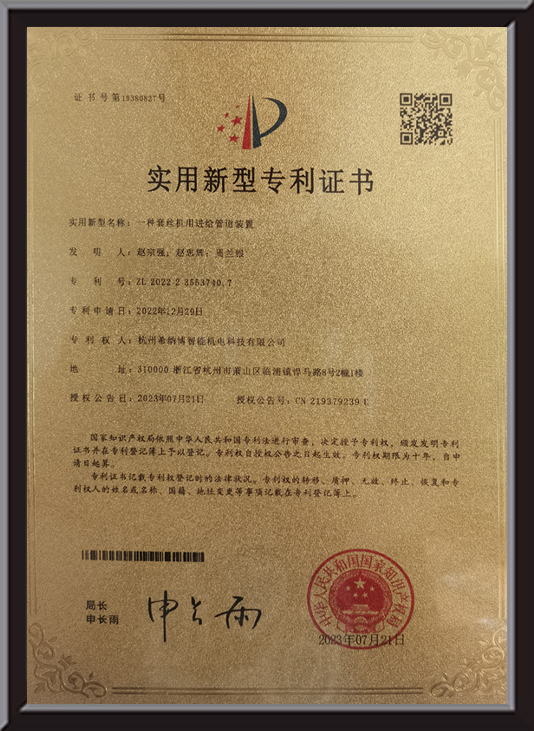 证书号第19380827号
实用新型专利证书
实用新型名称：一种套丝机用进给管道装置
发明人：赵宗强；赵思辉；周兰娥
专利号：ZL 2022 2 3553740.7
专利申请日：2022年12月29日
专利权人：杭州希纳博智能机电科技有限公司
地址：310000 浙江省杭州市萧山区临浦镇悍马路8号2幢1楼
授权公告日：2023年07月21日 授权公告号：CN 219379239 U
国家知识产权局依照中华人民共和国专利法进行审查，决定授予专利权，颁发发明专利
证书并在专利登记簿上予以登记。专利权自授权公告之日起生效。专利权期限为十年，自申
请日起算。
专利证书记载专利权登记时的法律状况。专利权的转移、质押、无效、终止、恢复和专
利权人的姓名或名称、国籍、地址变更等事项记载在专利登记簿上。
局长
申长雨
申长雨
中华人民共和国国家知识产权局
2023年07月21日